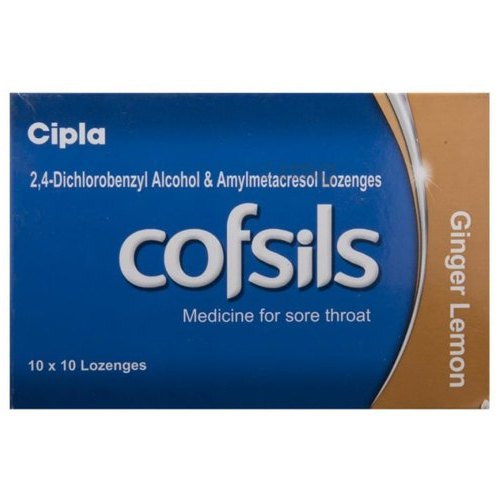 Cipla
2,4-Dichlorobenzyl Alcohol & Amylmetacresol Lozenges
cofsils
Medicine for sore throat
10 x 10 Lozenges
Ginger Lemon